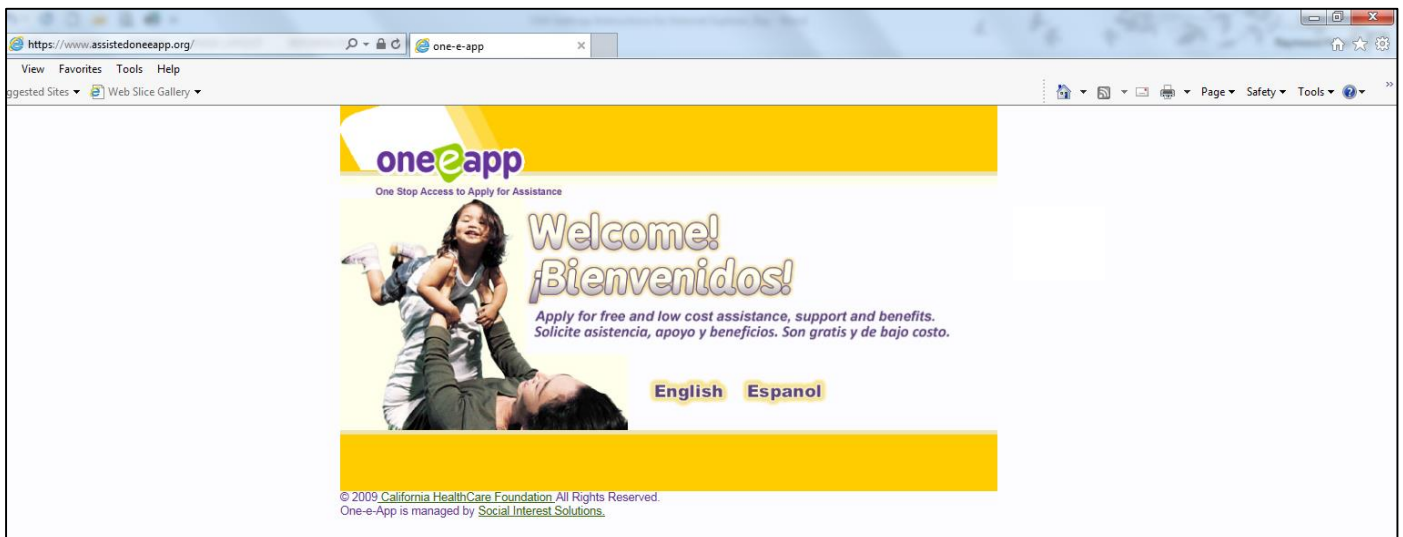 https://www.assistedoneeapp.org/
one-e-app
View Favorites Tools Help
ggested Sites Web Slice Gallery
Page Safety Tools
one e app
One Stop Access to Apply for Assistance
Welcome!
¡Bienvenidos!
Apply for free and low cost assistance, support and benefits.
Solicite asistencia, apoyo y beneficios. Son gratis y de bajo costo.
English Espanol
© 2009 California HealthCare Foundation All Rights Reserved.
One-e-App is managed by Social Interest Solutions.